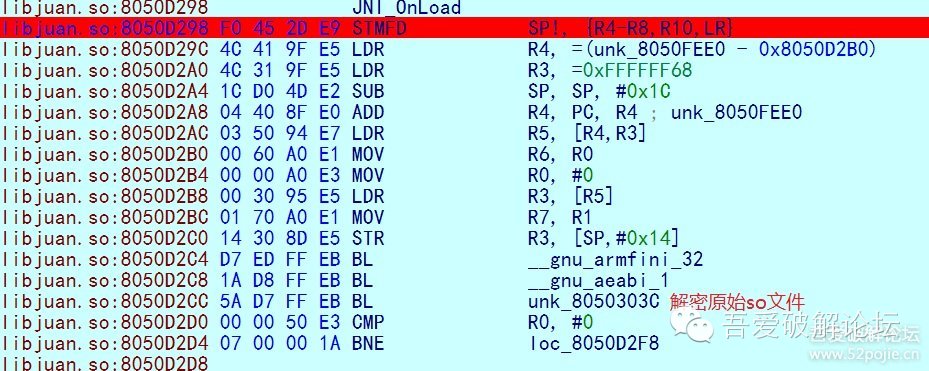 libjuan.so:8050D298 JNI_OnLoad
libjuan.so:8050D298 F0 45 2D E9 STMFD SP!, {R4-R8,R10,LR}
libjuan.so:8050D29C 4C 41 9F E5 LDR R4, =(unk_8050FEE0 - 0x8050D2B0)
libjuan.so:8050D2A0 4C 31 9F E5 LDR R3, =0xFFFFFF68
libjuan.so:8050D2A4 1C D0 4D E2 SUB SP, SP, #0x1C
libjuan.so:8050D2A8 04 40 8F E0 ADD R4, PC, R4 ; unk_8050FEE0
libjuan.so:8050D2AC 03 50 94 E7 LDR R5, [R4,R3]
libjuan.so:8050D2B0 00 60 A0 E1 MOV R6, R0
libjuan.so:8050D2B4 00 00 A0 E3 MOV R0, #0
libjuan.so:8050D2B8 00 30 95 E5 LDR R3, [R5]
libjuan.so:8050D2BC 01 70 A0 E1 MOV R7, R1
libjuan.so:8050D2C0 14 30 8D E5 STR R3, [SP,#0x14]
libjuan.so:8050D2C4 D7 ED FF EB BL __gnu_armfini_32
libjuan.so:8050D2C8 1A D8 FF EB BL __gnu_aeabi_1
libjuan.so:8050D2CC 5A D7 FF EB BL unk_8050303C 解密原始so文件
libjuan.so:8050D2D0 00 00 50 E3 CMP R0, #0
libjuan.so:8050D2D4 07 00 00 1A BNE loc_8050D2F8
libjuan.so:8050D2D8
吾爱破解论坛
吾爱破解论坛
www.52pojie.cn